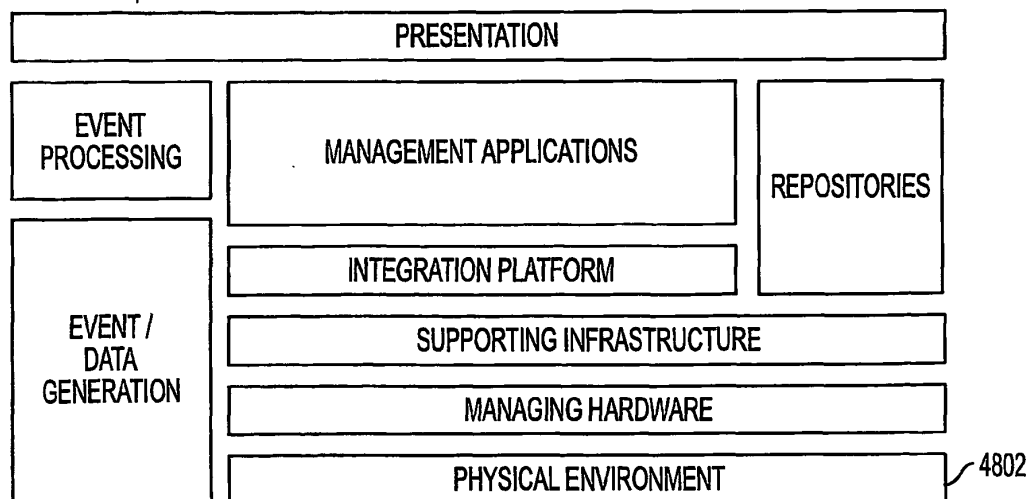 PRESENTATION
EVENT
PROCESSING
MANAGEMENT APPLICATIONS
REPOSITORIES
INTEGRATION PLATFORM
EVENT /
DATA
GENERATION
SUPPORTING INFRASTRUCTURE
MANAGING HARDWARE
PHYSICAL ENVIRONMENT
4802